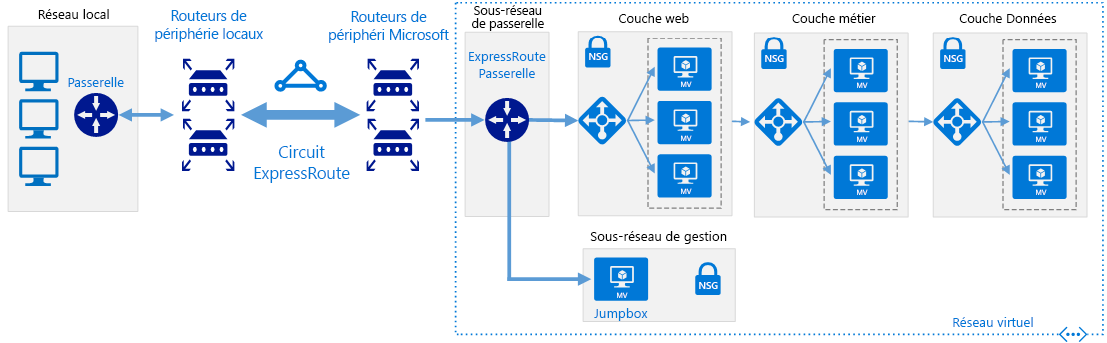 Réseau local
Passerelle
Routeurs de
périphérie locaux
Circuit
ExpressRoute
Routeurs de
périphéri Microsoft
Sous-réseau
de passerelle
ExpressRoute
Passerelle
Couche web
NSG
MV
MV
MV
Couche métier
NSG
MV
MV
MV
Couche Données
NSG
MV
MV
MV
Sous-réseau de gestion
MV
Jumpbox
NSG
Réseau virtuel